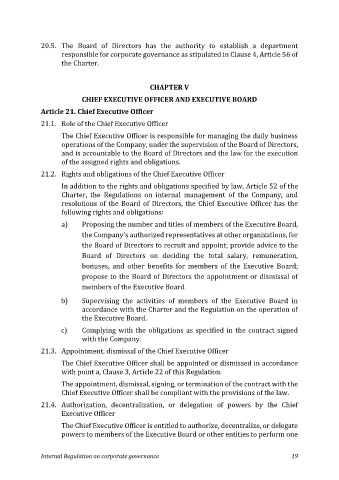 20.5. The Board of Directors has the authority to establish a department
responsible for corporate governance as stipulated in Clause 4, Article 56 of
the Charter.
CHAPTER V
CHIEF EXECUTIVE OFFICER AND EXECUTIVE BOARD
Article 21. Chief Executive Officer
21.1. Role of the Chief Executive Officer
The Chief Executive Officer is responsible for managing the daily business
operations of the Company, under the supervision of the Board of Directors,
and is accountable to the Board of Directors and the law for the execution
of the assigned rights and obligations.
21.2. Rights and obligations of the Chief Executive Officer
In addition to the rights and obligations specified by law, Article 52 of the
Charter, the Regulations on internal management of the Company, and
resolutions of the Board of Directors, the Chief Executive Officer has the
following rights and obligations:
a) Proposing the number and titles of members of the Executive Board,
the Company's authorized representatives at other organizations, for
the Board of Directors to recruit and appoint; provide advice to the
Board of Directors on deciding the total salary, remuneration,
bonuses, and other benefits for members of the Executive Board;
propose to the Board of Directors the appointment or dismissal of
members of the Executive Board.
b) Supervising the activities of members of the Executive Board in
accordance with the Charter and the Regulation on the operation of
the Executive Board.
c) Complying with the obligations as specified in the contract signed
with the Company.
21.3. Appointment, dismissal of the Chief Executive Officer
The Chief Executive Officer shall be appointed or dismissed in accordance
with point a, Clause 3, Article 22 of this Regulation.
The appointment, dismissal, signing, or termination of the contract with the
Chief Executive Officer shall be compliant with the provisions of the law.
21.4. Authorization, decentralization, or delegation of powers by the Chief
Executive Officer
The Chief Executive Officer is entitled to authorize, decentralize, or delegate
powers to members of the Executive Board or other entities to perform one
Internal Regulation on corporate governance 19